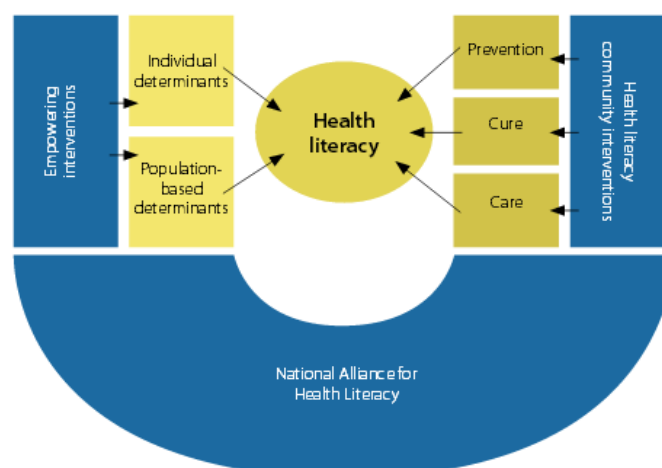 Empowering
interventions
Individual
determinants
Population-
based
determinants
Health
literacy
Prevention
Cure
Care
Health literacy
community interventions
National Alliance for
Health Literacy